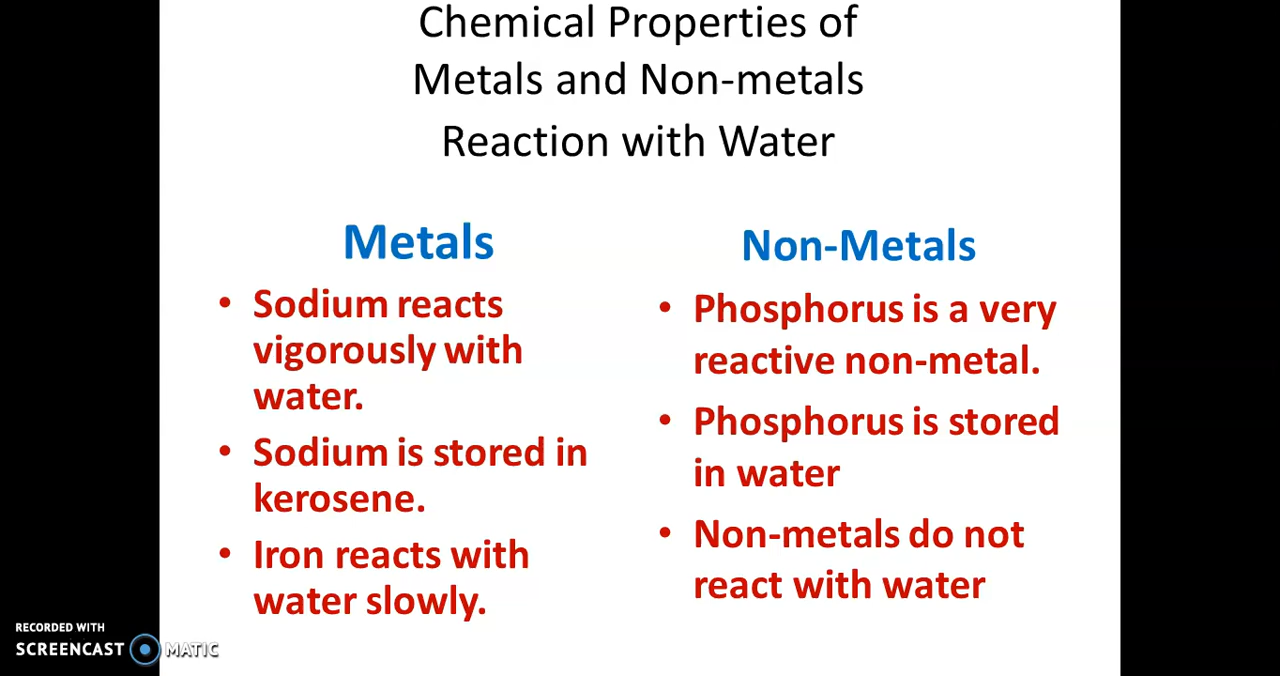 Chemical Properties of
Metals and Non-metals
Reaction with Water
Metals
• Sodium reacts
vigorously with
water.
• Sodium is stored in
kerosene.
• Iron reacts with
water slowly.
Non-Metals
• Phosphorus is a very
reactive non-metal.
• Phosphorus is stored
in water
• Non-metals do not
react with water
RECORDED WITH
SCREENCAST MATIC